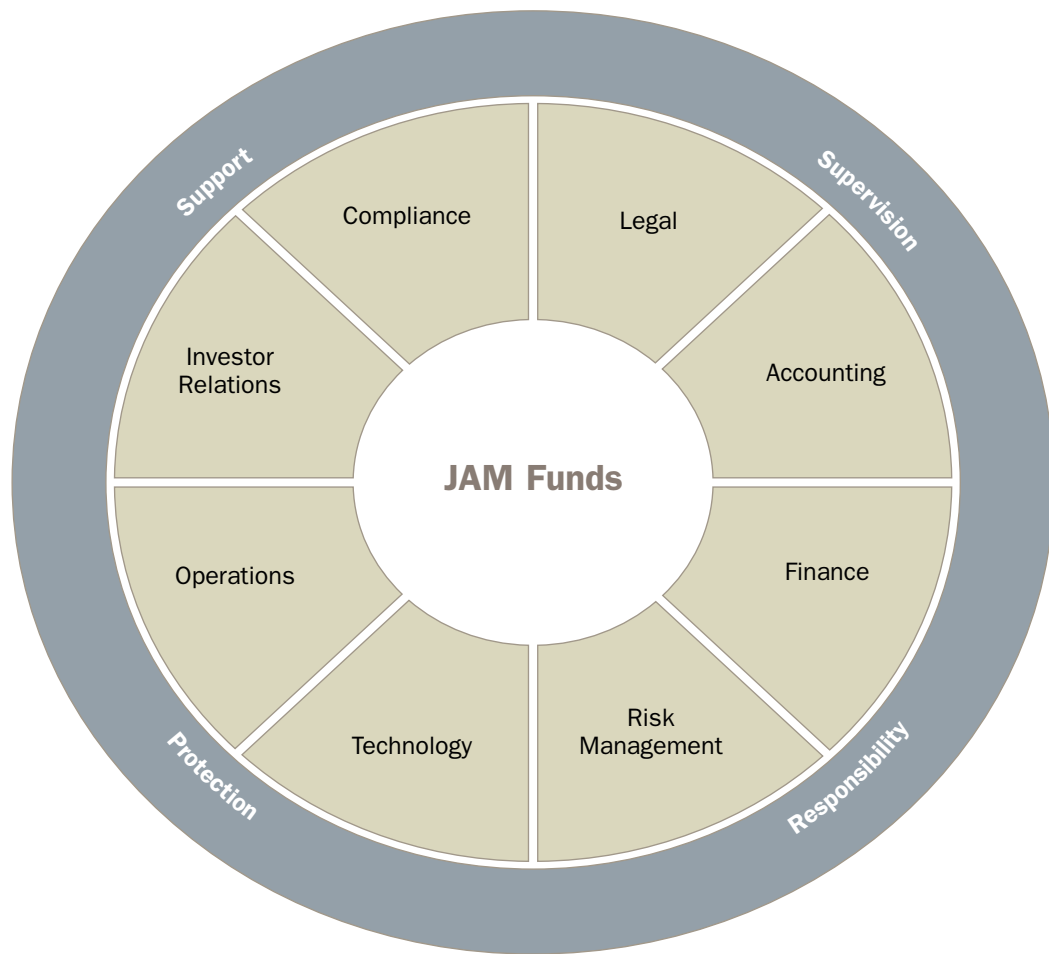 Support
Supervision
Compliance
Legal
Investor
Relations
Accounting
JAM Funds
Operations
Finance
Technology
Risk
Management
Protection
Responsibility